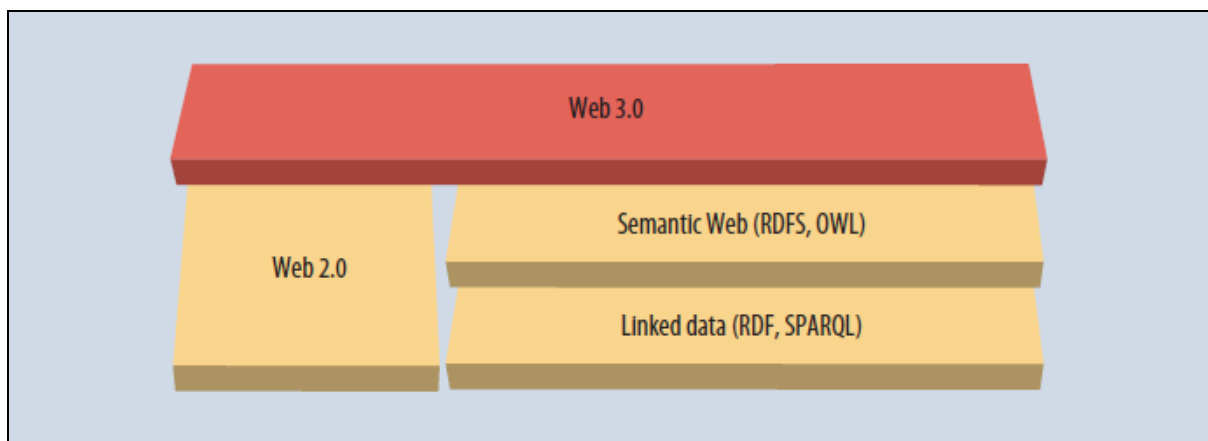 Web 3.0
Semantic Web (RDFS, OWL)
Web 2.0
Linked data (RDF, SPARQL)